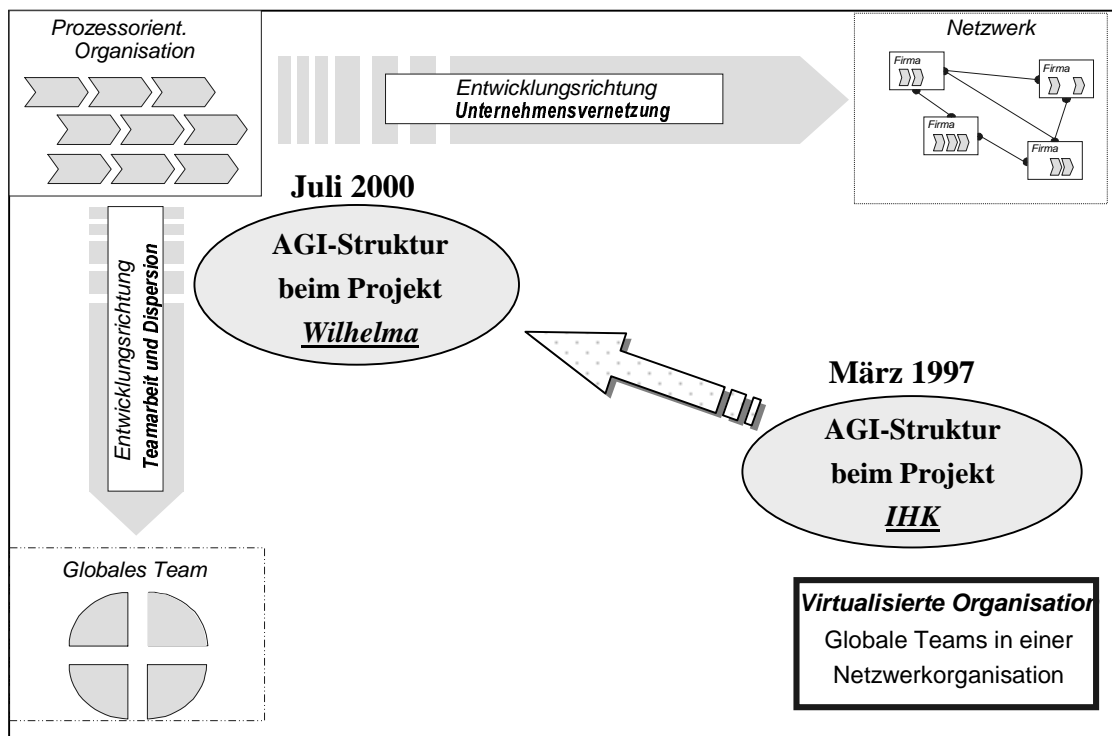 Prozessorient.
Organisation
Entwicklungsrichtung
Unternehmensvernetzung
Netzwerk
Firma
Firma
Firma
Firma
Juli 2000
AGI-Struktur
beim Projekt
Wilhelma
Entwicklungsrichtung
Teamarbeit und Dispersion
März 1997
AGI-Struktur
beim Projekt
IHK
Globales Team
Virtualisierte Organisation
Globale Teams in einer
Netzwerkorganisation